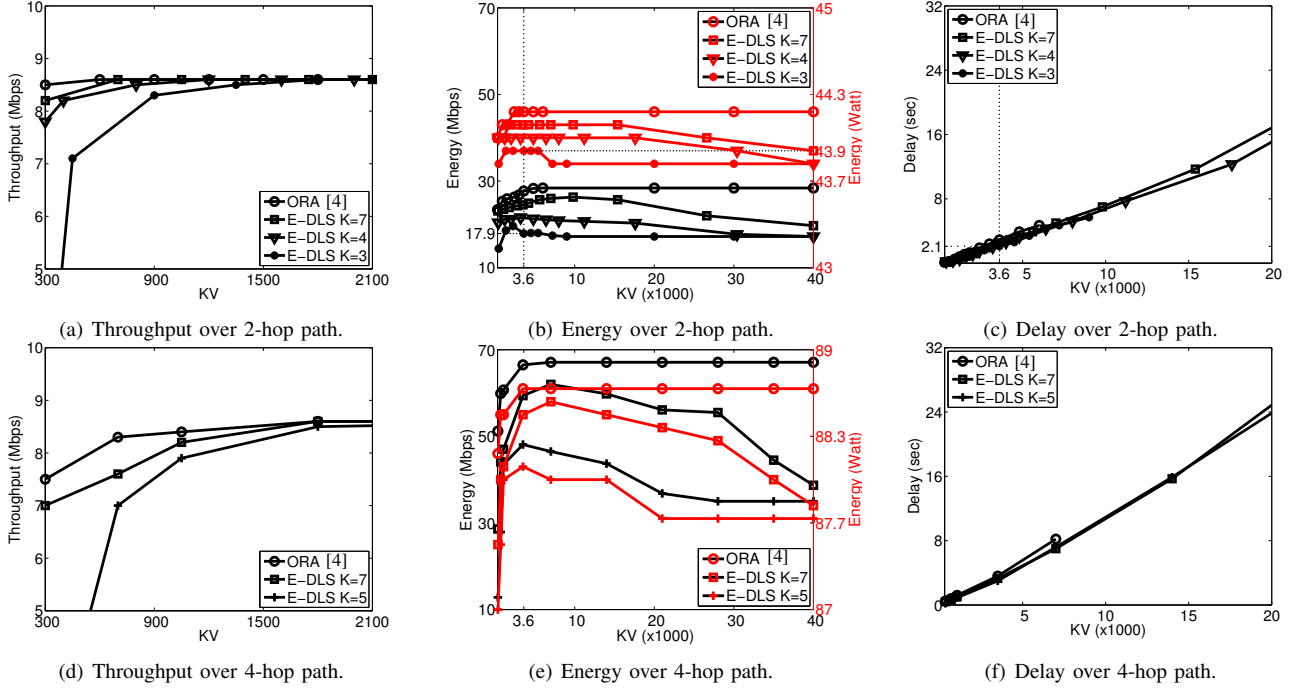 10
9
8
7
6
5
Throughput (Mbps)
ORA [4]
E−DLS K=7
E−DLS K=4
E−DLS K=3
300
900
1500
2100
KV
(a) Throughput over 2-hop path.
70
50
30
17.9
10
Energy (Mbps)
ORA [4]
E−DLS K=7
E−DLS K=4
E−DLS K=3
45
44.3
43.9
43.7
43
Energy (Watt)
3.6
10
20
30
40
KV (x1000)
(b) Energy over 2-hop path.
32
24
16
8
2.1
Delay (sec)
ORA [4]
E−DLS K=7
E−DLS K=4
E−DLS K=3
3.6
5
10
15
20
KV (x1000)
(c) Delay over 2-hop path.
10
9
8
7
6
5
Throughput (Mbps)
ORA [4]
E−DLS K=7
E−DLS K=5
300
900
1500
2100
KV
(d) Throughput over 4-hop path.
70
50
30
10
Energy (Mbps)
ORA [4]
E−DLS K=7
E−DLS K=5
89
88.3
87.7
87
Energy (Watt)
3.6
10
20
30
40
KV (x1000)
(e) Energy over 4-hop path.
32
24
16
8
0
Delay (sec)
ORA [4]
E−DLS K=7
E−DLS K=5
5
10
15
20
KV (x1000)
(f) Delay over 4-hop path.